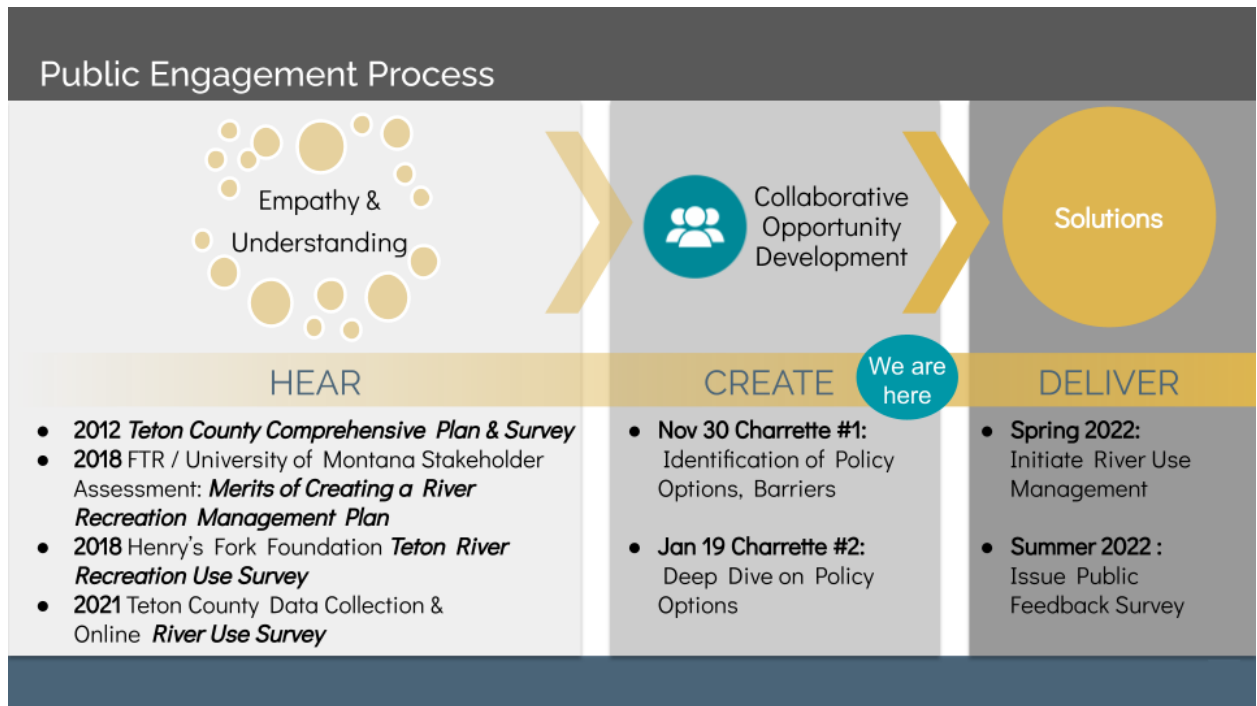 Public Engagement Process
Empathy &
Understanding
Collaborative
Opportunity
Development
Solutions
HEAR
CREATE
We are
here
DELIVER
● 2012 Teton County Comprehensive Plan & Survey
● 2018 FTR / University of Montana Stakeholder
Assessment: Merits of Creating a River
Recreation Management Plan
● 2018 Henry's Fork Foundation Teton River
Recreation Use Survey
● 2021 Teton County Data Collection &
Online River Use Survey
● Nov 30 Charrette #1:
Identification of Policy
Options, Barriers
● Jan 19 Charrette #2:
Deep Dive on Policy
Options
● Spring 2022:
Initiate River Use
Management
● Summer 2022 :
Issue Public
Feedback Survey